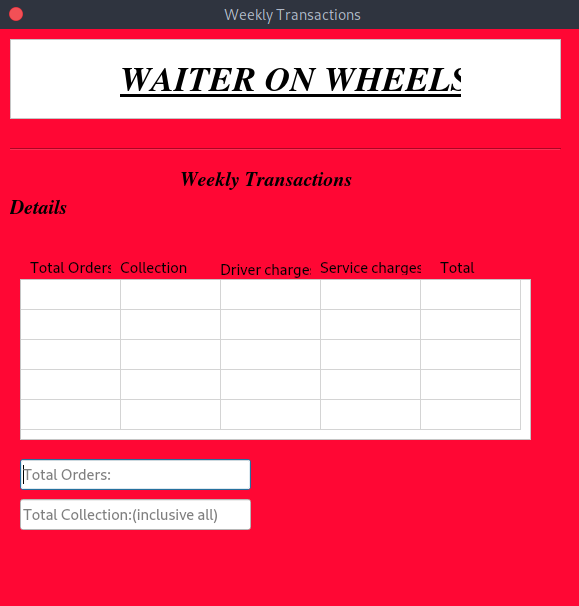 Weekly Transactions
WAITER ON WHEELS
Weekly Transactions
Details
Total Orders Collection Driver charges Service charges Total
Total Orders:
Total Collection:(inclusive all)